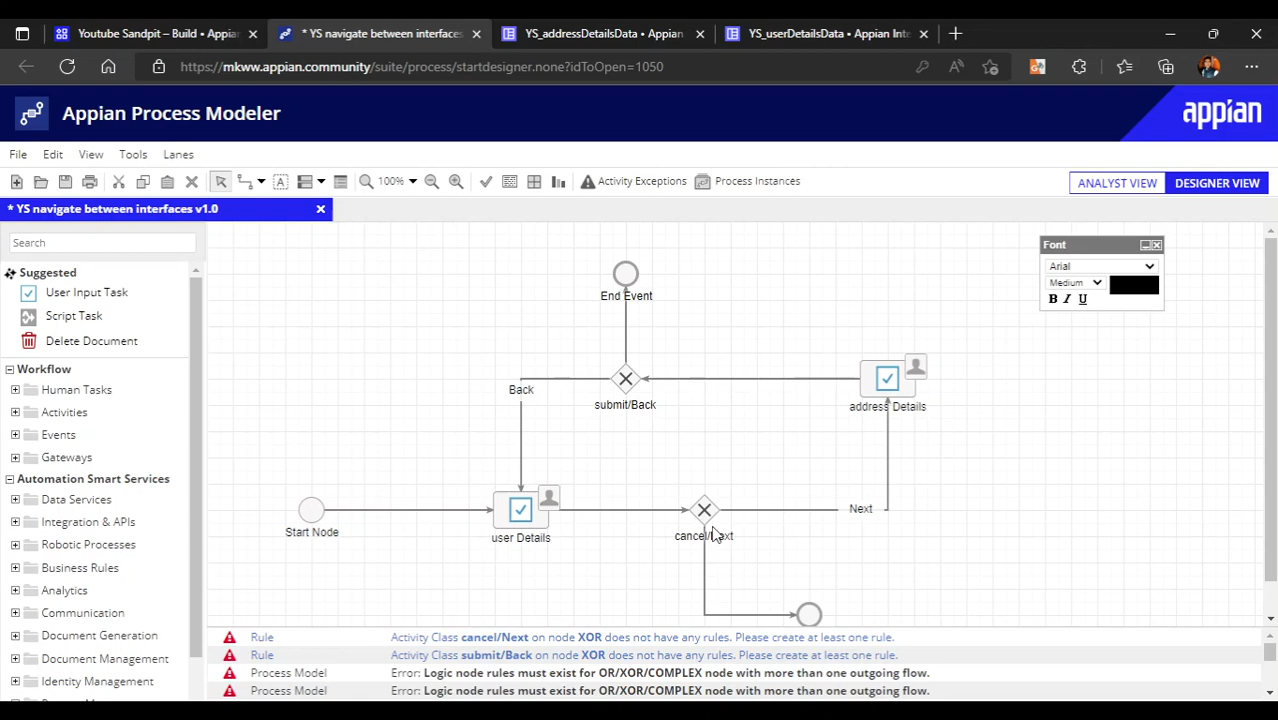 Youtube Sandpit – Build • Appian
* YS navigate between interfaces
YS_addressDetailsData • Appian
YS_userDetailsData • Appian Inte
https://mkww.appian.community/suite/process/startdesigner.none?idToOpen=1050
Appian Process Modeler
appian
File Edit View Tools Lanes
100% Activity Exceptions Process Instances ANALYST VIEW DESIGNER VIEW
* YS navigate between interfaces v1.0
Search
Suggested
User Input Task
Script Task
Delete Document
Workflow
Human Tasks
Activities
Events
Gateways
Automation Smart Services
Data Services
Integration & APIs
Robotic Processes
Business Rules
Analytics
Communication
Document Generation
Document Management
Identity Management
End Event
Back
submit/Back
address Details
Start Node
user Details
cancel/Next
Next
Font
Arial
Medium
B I U
Rule Activity Class cancel/Next on node XOR does not have any rules. Please create at least one rule.
Rule Activity Class submit/Back on node XOR does not have any rules. Please create at least one rule.
Process Model Error: Logic node rules must exist for OR/XOR/COMPLEX node with more than one outgoing flow.
Process Model Error: Logic node rules must exist for OR/XOR/COMPLEX node with more than one outgoing flow.